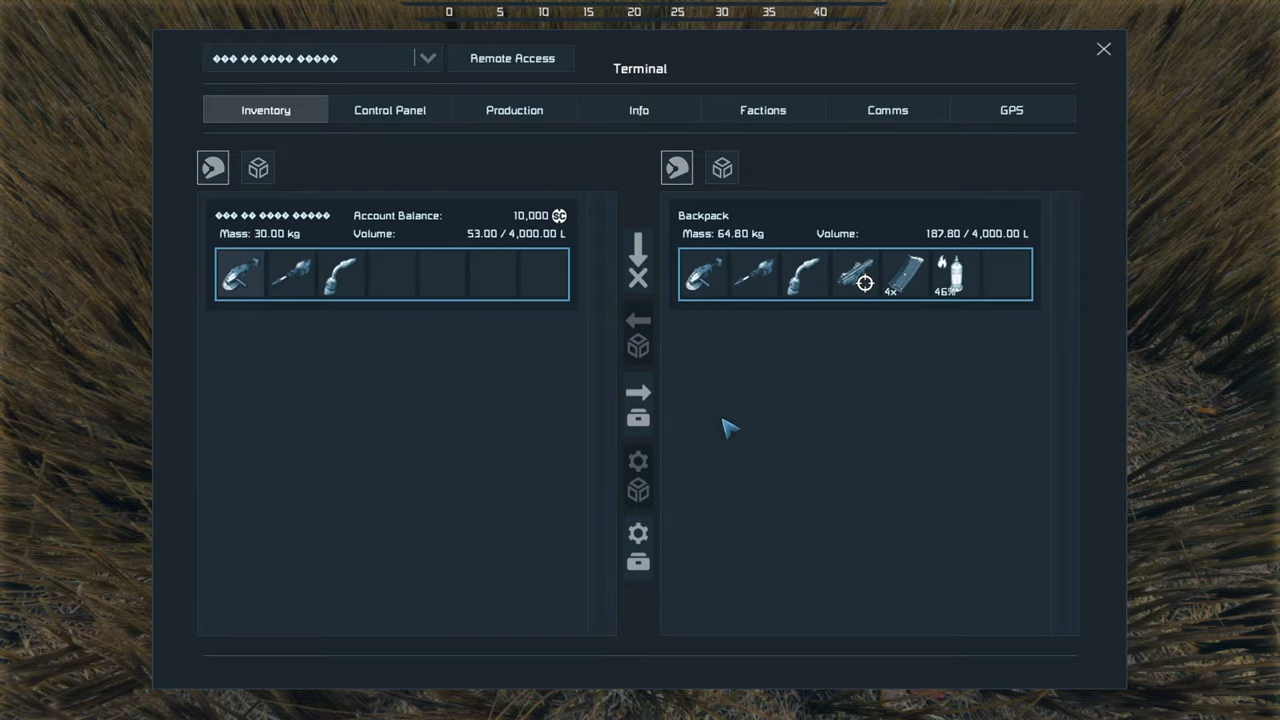 0 5 10 15 20 25 30 35 40
��� �� ���� ����� Remote Access
Terminal
Inventory Control Panel Production Info Factions Comms GPS
��� �� ���� ����� Account Balance: 10,000 SC
Mass: 30.00 kg Volume: 53.00 / 4,000.00 L
Backpack
Mass: 64.80 kg Volume: 187.80 / 4,000.00 L
4x 46%